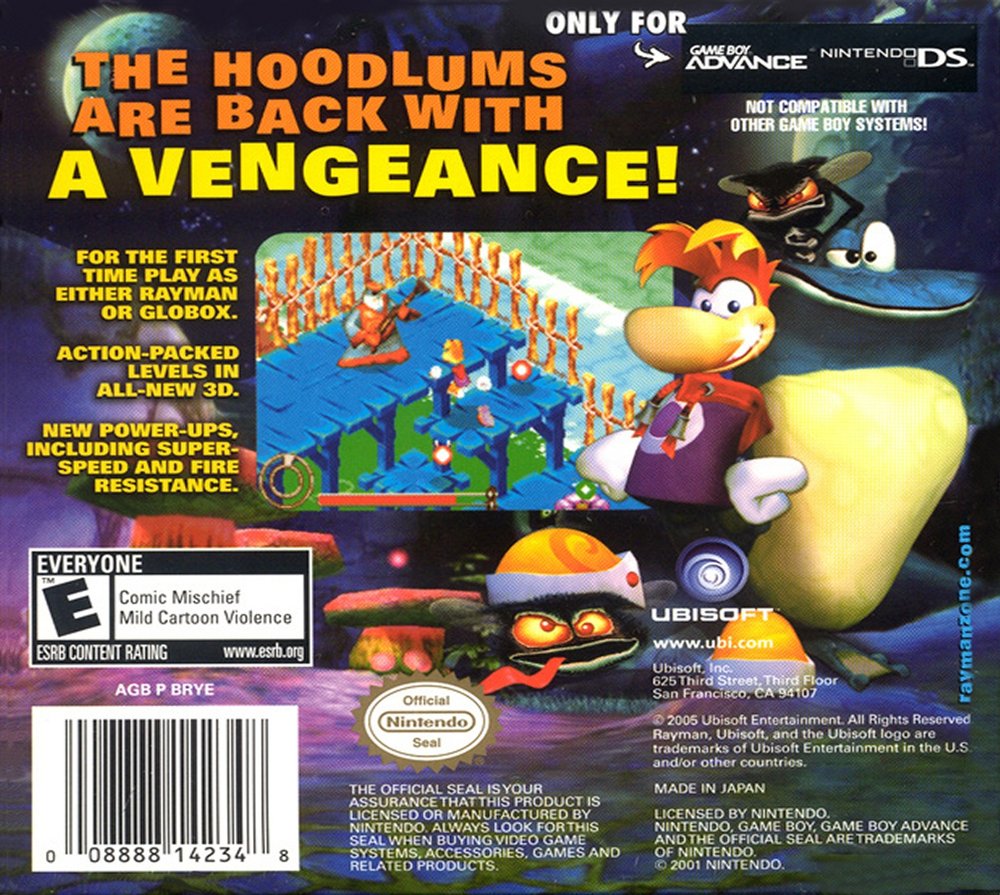 ONLY FOR
GAME BOY ADVANCE NINTENDO DS™
NOT COMPATIBLE WITH
OTHER GAME BOY SYSTEMS!
THE HOODLUMS
ARE BACK WITH
A VENGEANCE!
FOR THE FIRST
TIME PLAY AS
EITHER RAYMAN
OR GLOBOX.
ACTION-PACKED
LEVELS IN
ALL-NEW 3D.
NEW POWER-UPS,
INCLUDING SUPER-
SPEED AND FIRE
RESISTANCE.
EVERYONE
E™
Comic Mischief
Mild Cartoon Violence
ESRB CONTENT RATING www.esrb.org
AGB P BRYE
0 08888 14234 8
Official
Nintendo
Seal
THE OFFICIAL SEAL IS YOUR
ASSURANCE THAT THIS PRODUCT IS
LICENSED OR MANUFACTURED BY
NINTENDO. ALWAYS LOOK FOR THIS
SEAL WHEN BUYING VIDEO GAME
SYSTEMS, ACCESSORIES, GAMES AND
RELATED PRODUCTS.
UBISOFT™
www.ubi.com
Ubisoft, Inc.
625 Third Street, Third Floor
San Francisco, CA 94107
© 2005 Ubisoft Entertainment. All Rights Reserved
Rayman, Ubisoft, and the Ubisoft logo are
trademarks of Ubisoft Entertainment in the U.S.
and/or other countries.
MADE IN JAPAN
LICENSED BY NINTENDO.
NINTENDO, GAME BOY, GAME BOY ADVANCE
AND THE OFFICIAL SEAL ARE TRADEMARKS
OF NINTENDO.
© 2001 NINTENDO.
raymanzone.com